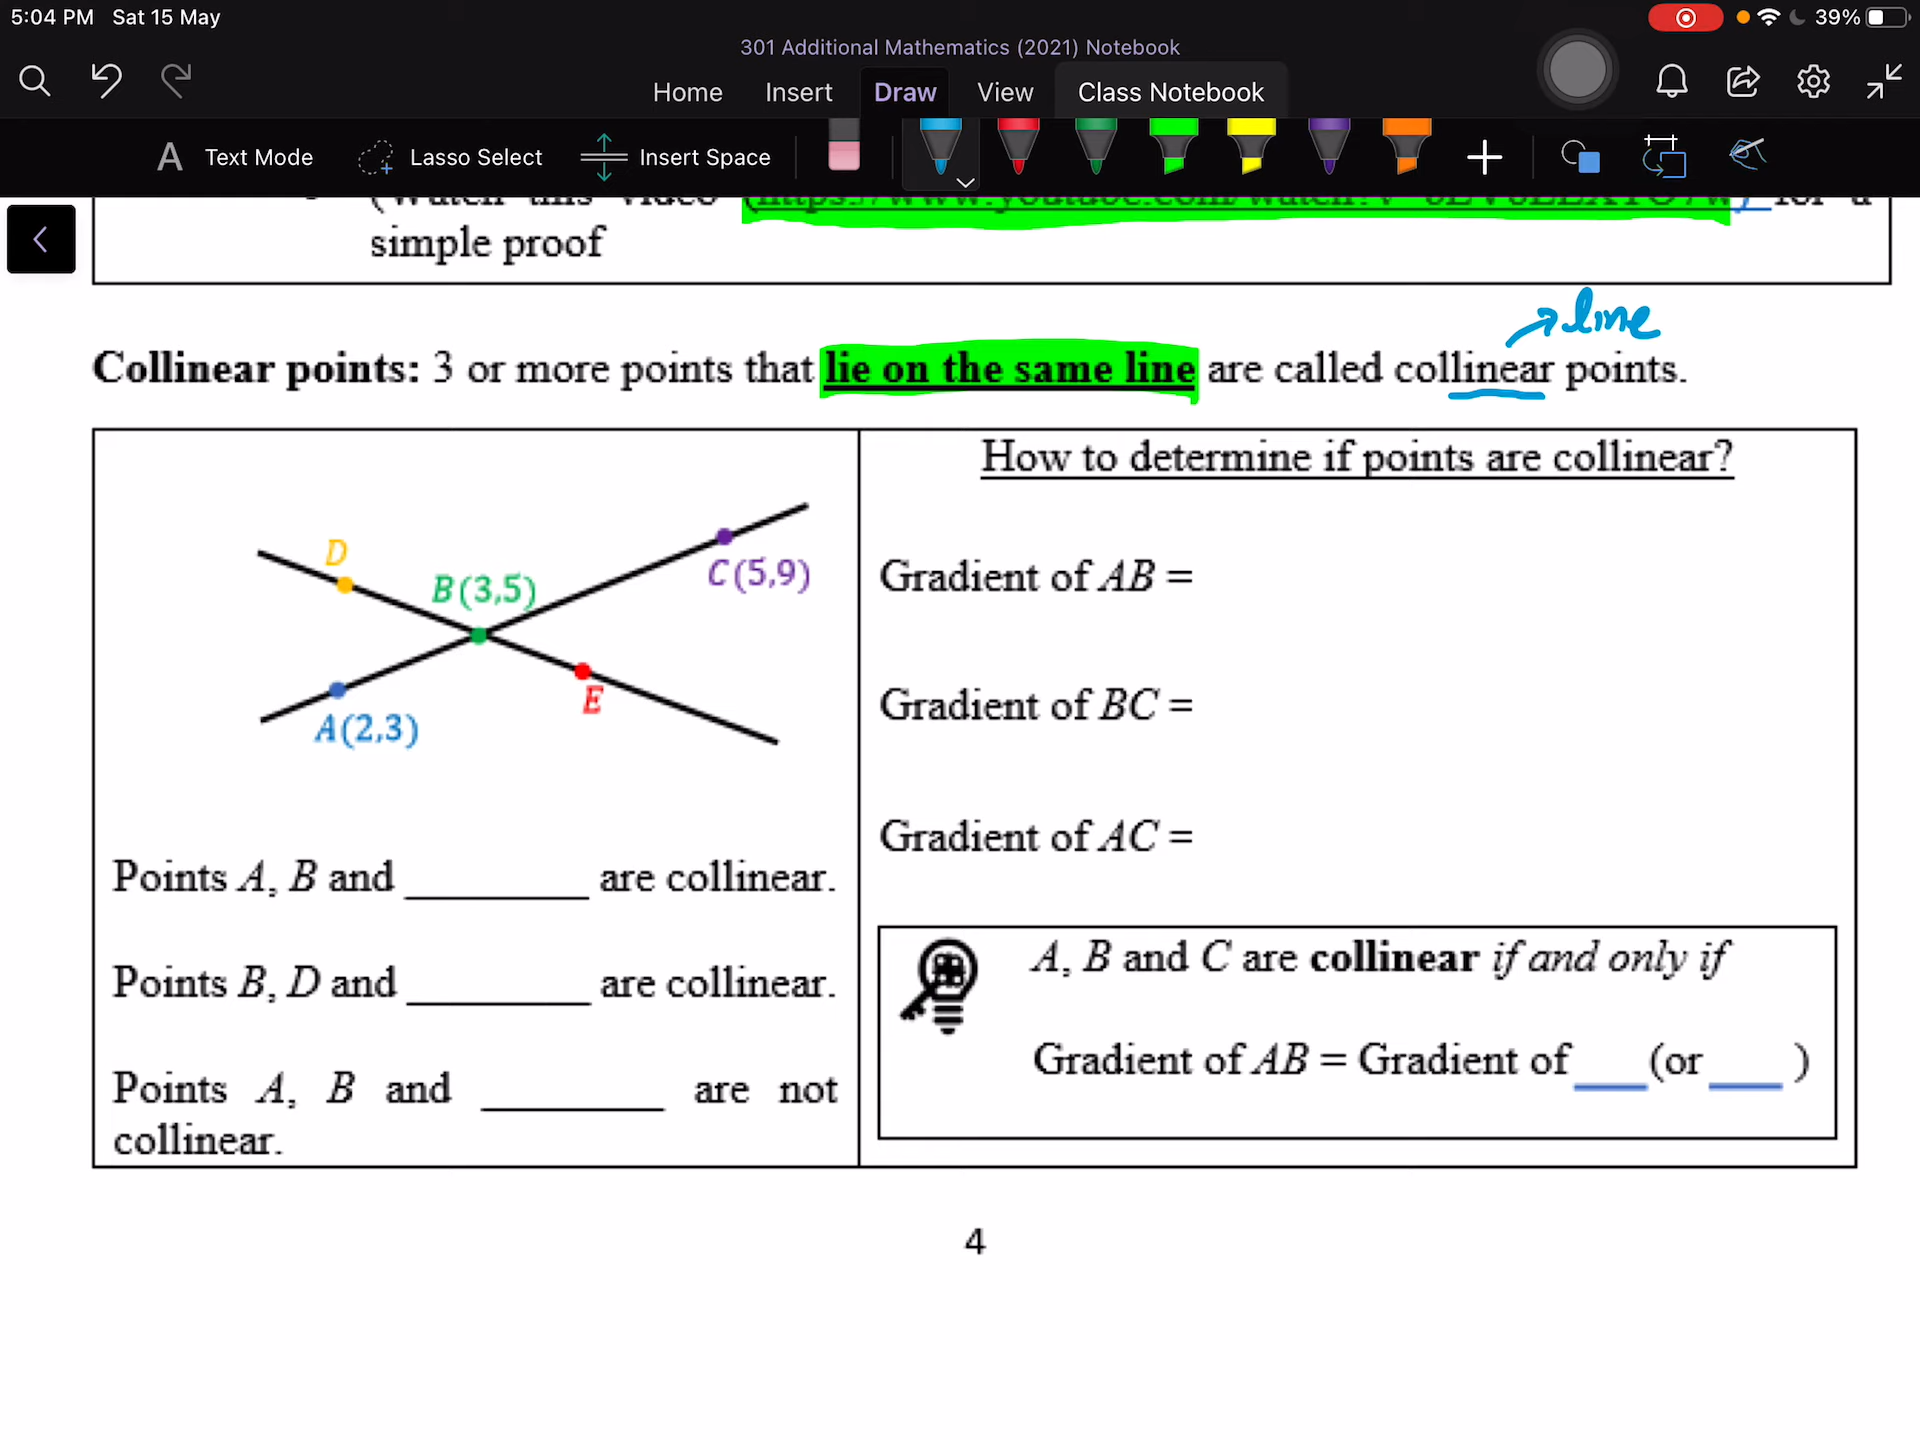 5:04 PM Sat 15 May
39%
301 Additional Mathematics (2021) Notebook
Home Insert Draw View Class Notebook
A Text Mode Lasso Select Insert Space
simple proof
line
Collinear points: 3 or more points that lie on the same line are called collinear points.
D
B(3,5)
C(5,9)
E
A(2,3)
Points A, B and ________ are collinear.
Points B, D and ________ are collinear.
Points A, B and ________ are not
collinear.
How to determine if points are collinear?
Gradient of AB =
Gradient of BC =
Gradient of AC =
A, B and C are collinear if and only if
Gradient of AB = Gradient of ___ (or ___ )
4